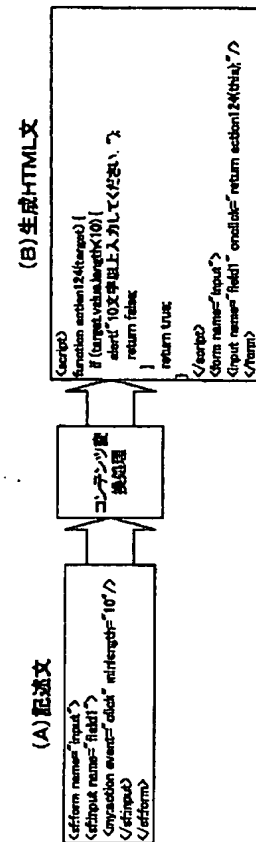 (A) 記述文
<sf:form name="input">
<sf:input name="field1">
<my:action event="click" minlength="10"/>
</sf:input>
</sf:form>
コンテンツ変
換処理
(B) 生成HTML文
<script>
function action124(target) {
if (target.value.length<10) {
alert("10文字以上入力してください。");
return false;
}
return true;
}
</script>
<form name="input">
<input name="field1" onclick="return action124(this);"/>
</form>